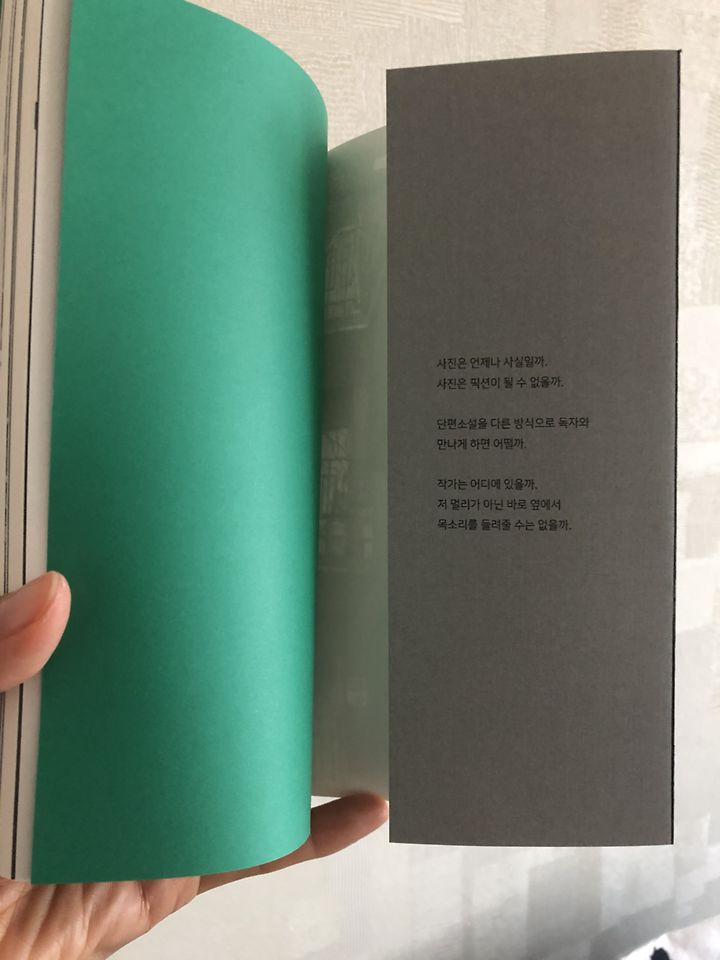 사진은 언제나 사실일까.
사진은 픽션이 될 수 없을까.
단편소설을 다른 방식으로 독자와
만나게 하면 어떨까.
작가는 어디에 있을까.
저 멀리가 아닌 바로 옆에서
목소리를 들려줄 수는 없을까.